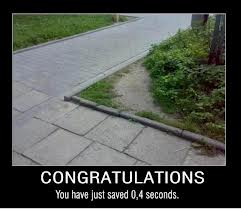 CONGRATULATIONS
You have just saved 0,4 seconds.